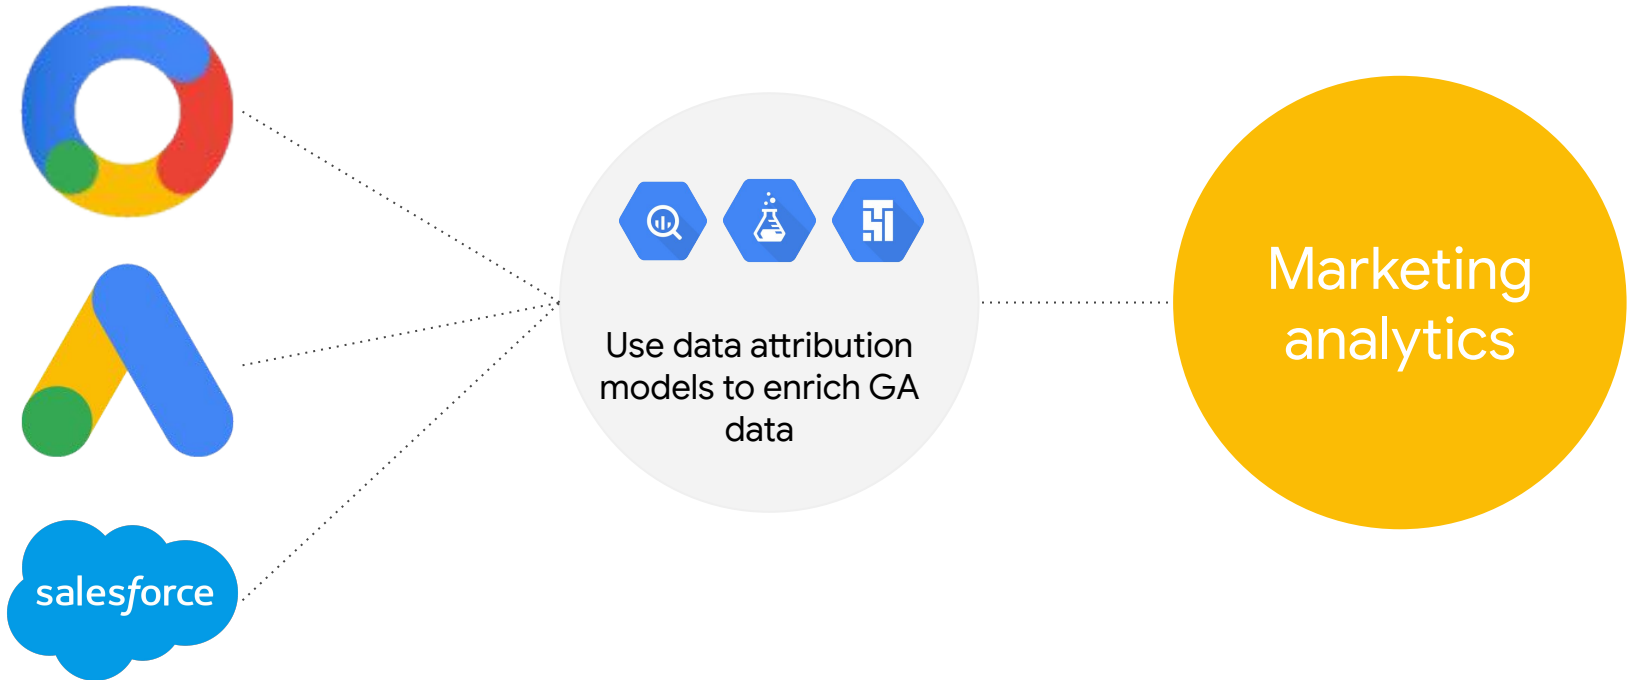 Use data attribution
models to enrich GA
data
Marketing
analytics
salesforce